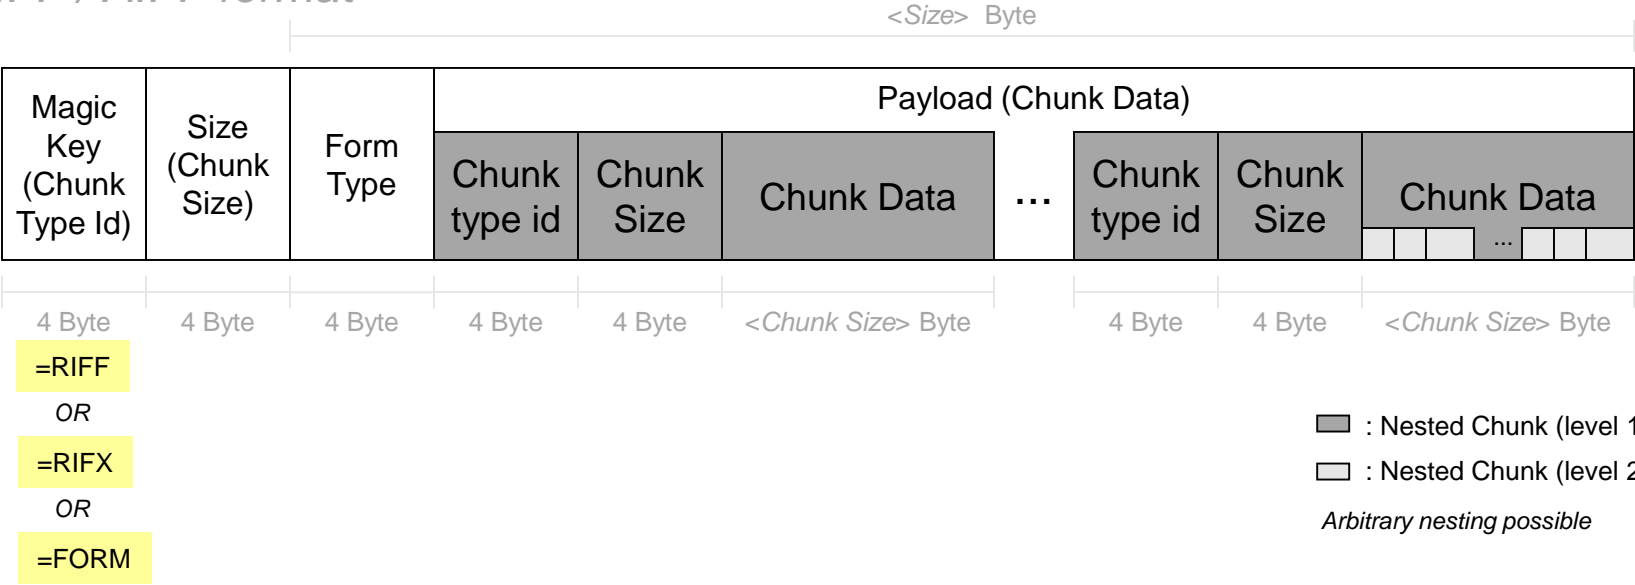 format
<Size> Byte
Magic
Key
(Chunk
Type Id)
Size
(Chunk
Size)
Form
Type
Payload (Chunk Data)
Chunk
type id
Chunk
Size
Chunk Data
...
Chunk
type id
Chunk
Size
Chunk Data
...
4 Byte
4 Byte
4 Byte
4 Byte
4 Byte
<Chunk Size> Byte
4 Byte
4 Byte
<Chunk Size> Byte
=RIFF
OR
=RIFX
OR
=FORM
: Nested Chunk (level 1
: Nested Chunk (level 2
Arbitrary nesting possible